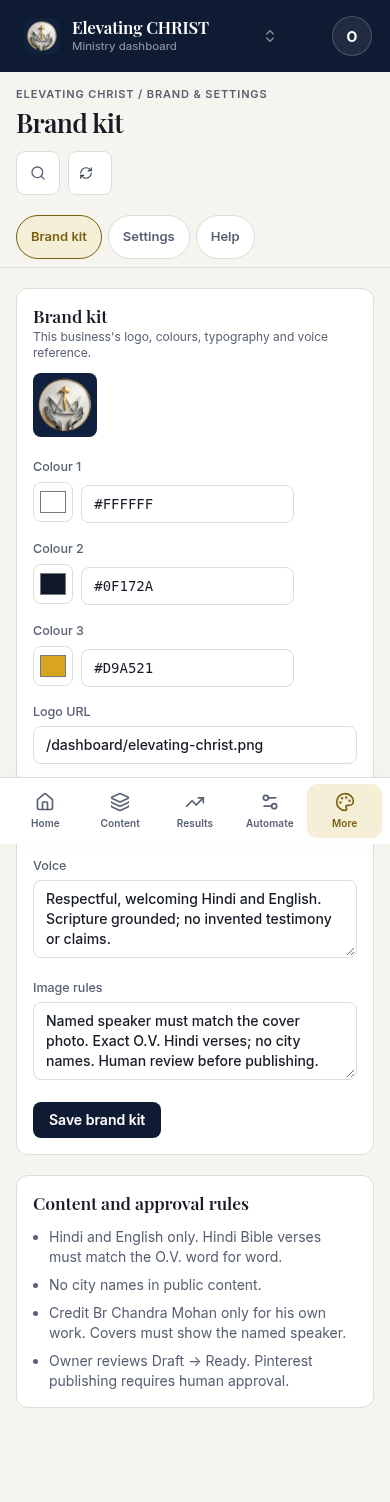 Elevating CHRIST
Ministry dashboard
O
ELEVATING CHRIST / BRAND & SETTINGS
Brand kit
Brand kit
Settings
Help
Brand kit
This business's logo, colours, typography and voice
reference.
Colour 1
#FFFFFF
Colour 2
#0F172A
Colour 3
#D9A521
Logo URL
/dashboard/elevating-christ.png
Home
Content
Results
Automate
More
Voice
Respectful, welcoming Hindi and English.
Scripture grounded; no invented testimony
or claims.
Image rules
Named speaker must match the cover
photo. Exact O.V. Hindi verses; no city
names. Human review before publishing.
Save brand kit
Content and approval rules
Hindi and English only. Hindi Bible verses
must match the O.V. word for word.
No city names in public content.
Credit Br Chandra Mohan only for his own
work. Covers must show the named speaker.
Owner reviews Draft → Ready. Pinterest
publishing requires human approval.